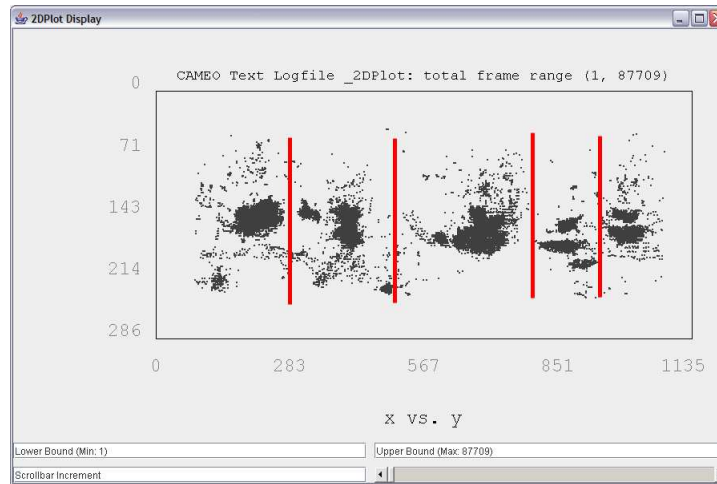 2DPlot Display
CAMEO Text Logfile _2DPlot: total frame range (1, 87709)
0
71
143
214
286
0 283 567 851 1135
x vs. y
Lower Bound (Min: 1) Upper Bound (Max: 87709)
Scrollbar Increment